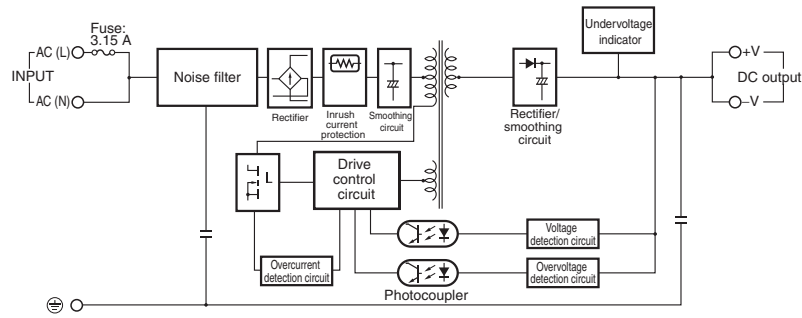 Fuse:
3.15 A
AC (L)
INPUT
AC (N)
Noise filter
Rectifier
Inrush
current
protection
Smoothing
circuit
Rectifier/
smoothing
circuit
Undervoltage
indicator
+V
DC output
–V
Drive
control
circuit
Overcurrent
detection circuit
Voltage
detection circuit
Overvoltage
detection circuit
Photocoupler